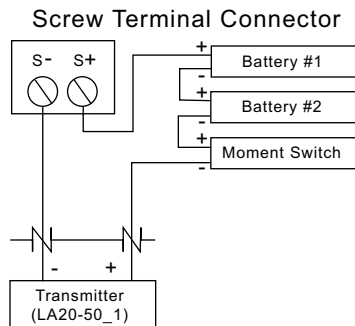 Screw Terminal Connector
S- S+
+
Battery #1
-
+
Battery #2
-
+
Moment Switch
-
- +
Transmitter
(LA20-50_1)